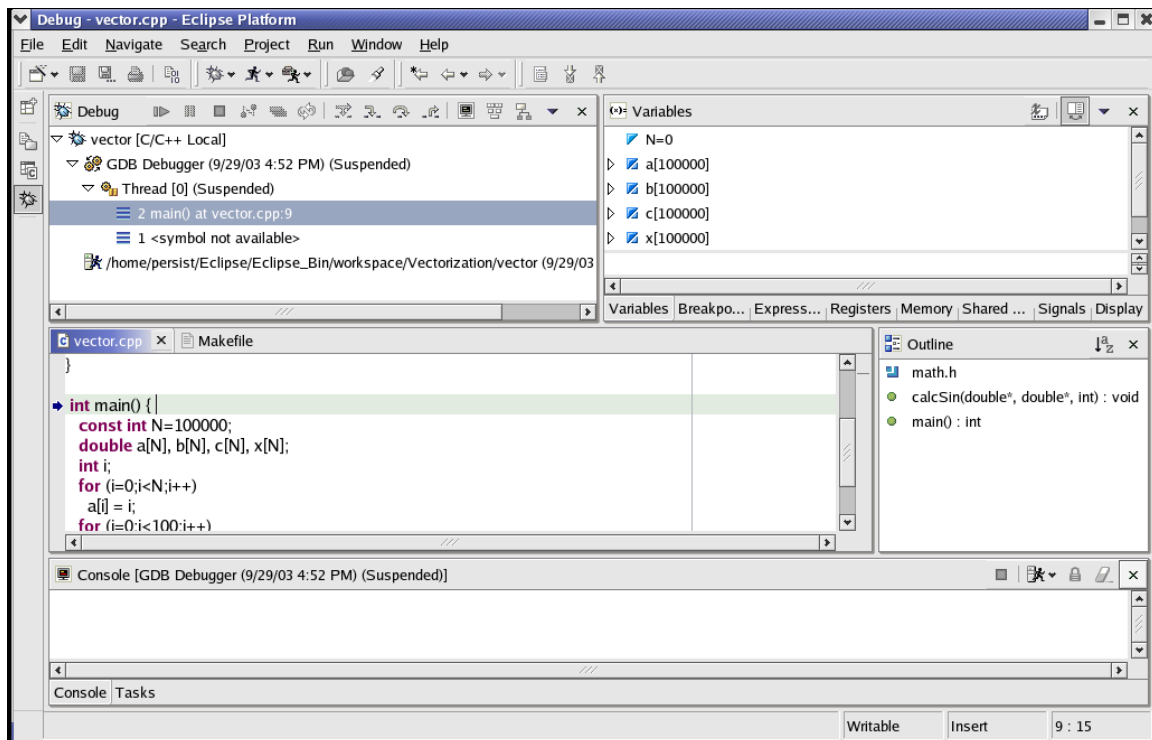 Debug - vector.cpp - Eclipse Platform
File Edit Navigate Search Project Run Window Help
Debug
vector [C/C++ Local]
GDB Debugger (9/29/03 4:52 PM) (Suspended)
Thread [0] (Suspended)
2 main() at vector.cpp:9
1 <symbol not available>
/home/persist/Eclipse/Eclipse_Bin/workspace/Vectorization/vector (9/29/03
Variables
N=0
a[100000]
b[100000]
c[100000]
x[100000]
Variables Breakpo... Express... Registers Memory Shared ... Signals Display
vector.cpp Makefile
}
int main() {
const int N=100000;
double a[N], b[N], c[N], x[N];
int i;
for (i=0;i<N;i++)
a[i] = i;
for (i=0;i<100;i++)
Outline
math.h
calcSin(double*, double*, int) : void
main() : int
Console [GDB Debugger (9/29/03 4:52 PM) (Suspended)]
Console Tasks
Writable Insert 9 : 15